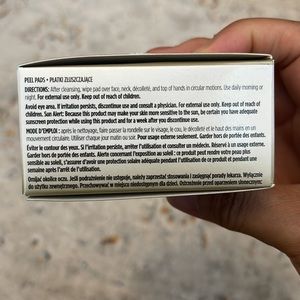 PEEL PADS • PŁATKI ZŁUSZCZAJĄCE
DIRECTIONS: After cleansing, wipe pad over face, neck, décolleté, and top of hands in circular motions. Use daily morning or
night. For external use only. Keep out of reach of children.
Avoid eye area. If irritation persists, discontinue use and consult a physician. For external use only. Keep out of reach of
children. Sun Alert: Because this product may make your skin more sensitive to the sun, be certain you have adequate
sunscreen protection while using this product and for a week after you discontinue use.
MODE D'EMPLOI : après le nettoyage, faire passer la rondelle sur le visage, le cou, le décolleté et le haut des mains en un
mouvement circulaire. Utiliser quotidiennement le matin ou le soir. Pour usage externe seulement. Garder hors de portée des enfants.
Éviter le contour des yeux. Si l'irritation persiste, arrêter l'utilisation et consulter un médecin. Réservé à un usage externe.
Garder hors de portée des enfants. Alerte concernant l'exposition au soleil : ce produit peut rendre votre peau plus
sensible au soleil, s'assurer d'avoir une protection solaire adéquate pendant l'utilisation de ce produit et pendant une
semaine après l'arrêt de l'utilisation.
Omijać okolice oczu. Jeśli podrażnienie nie ustępuje, należy zaprzestać stosowania i zasięgnąć porady lekarza. Wyłącznie
do użytku zewnętrznego. Przechowywać w miejscu niedostępnym dla dzieci. Ostrzeżenie przed opalaniem słonecznym: